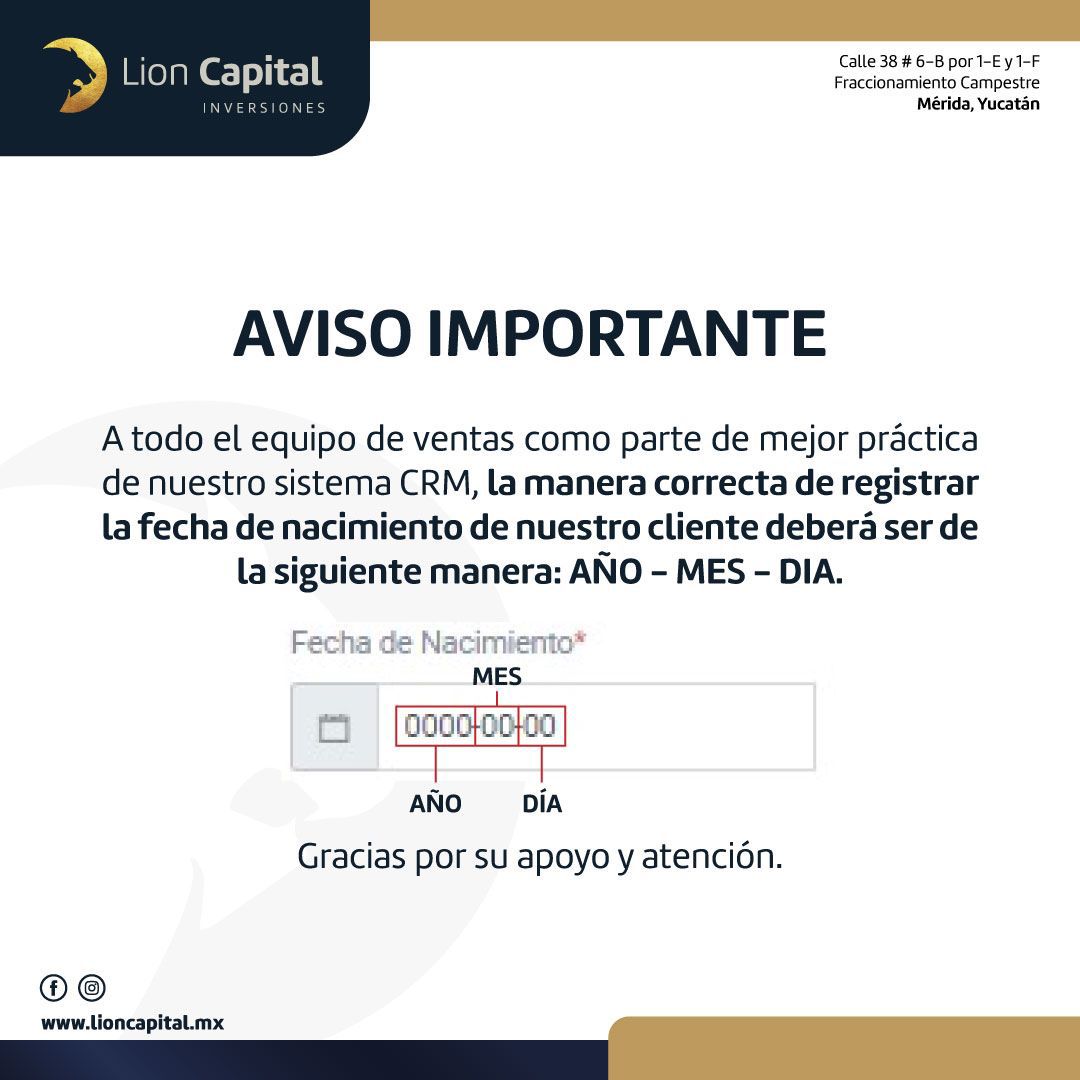 Lion Capital
INVERSIONES
Calle 38 # 6-B por 1-E y 1-F
Fraccionamiento Campestre
Mérida, Yucatán
AVISO IMPORTANTE
A todo el equipo de ventas como parte de mejor práctica
de nuestro sistema CRM, la manera correcta de registrar
la fecha de nacimiento de nuestro cliente deberá ser de
la siguiente manera: AÑO – MES – DIA.
Fecha de Nacimiento*
MES
0000-00-00
AÑO DÍA
Gracias por su apoyo y atención.
www.lioncapital.mx